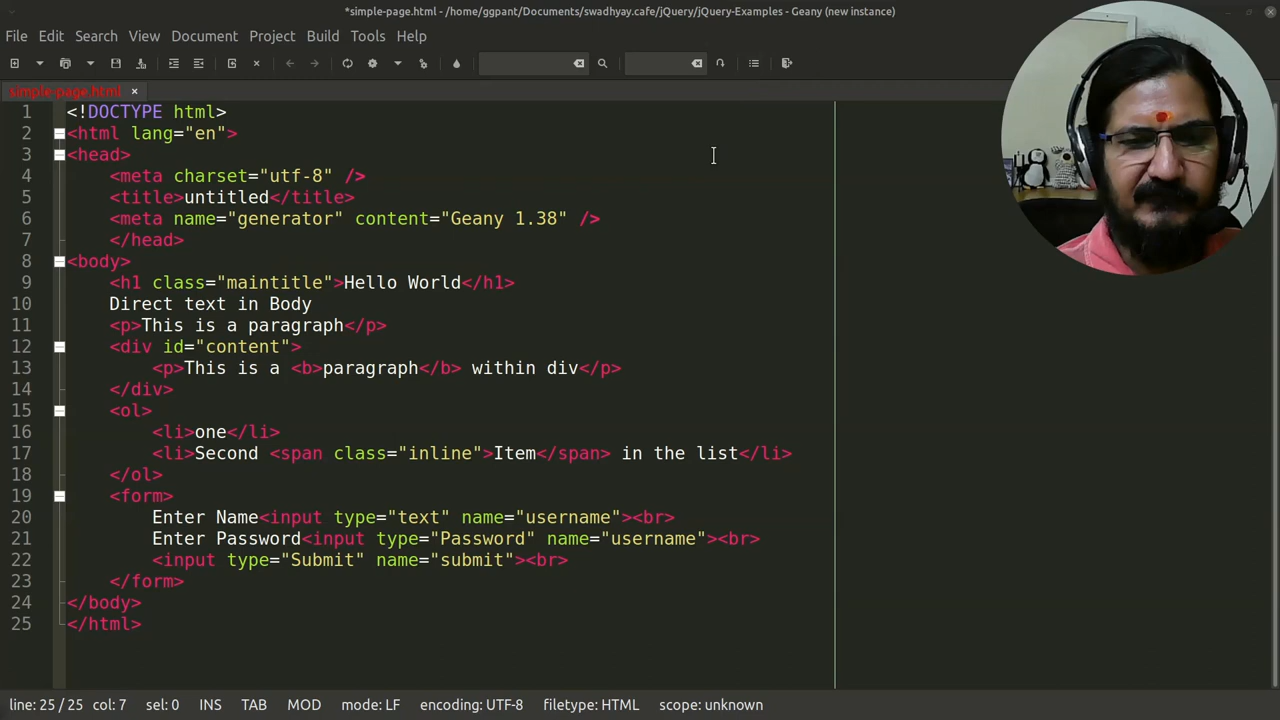 *simple-page.html - /home/ggpant/Documents/swadhyay.cafe/jQuery/jQuery-Examples - Geany (new instance)
File Edit Search View Document Project Build Tools Help
simple-page.html
1 <!DOCTYPE html>
2 <html lang="en">
3 <head>
4 <meta charset="utf-8" />
5 <title>untitled</title>
6 <meta name="generator" content="Geany 1.38" />
7 </head>
8 <body>
9 <h1 class="maintitle">Hello World</h1>
10 Direct text in Body
11 <p>This is a paragraph</p>
12 <div id="content">
13 <p>This is a <b>paragraph</b> within div</p>
14 </div>
15 <ol>
16 <li>one</li>
17 <li>Second <span class="inline">Item</span> in the list</li>
18 </ol>
19 <form>
20 Enter Name<input type="text" name="username"><br>
21 Enter Password<input type="Password" name="username"><br>
22 <input type="Submit" name="submit"><br>
23 </form>
24 </body>
25 </html>
line: 25 / 25 col: 7 sel: 0 INS TAB MOD mode: LF encoding: UTF-8 filetype: HTML scope: unknown